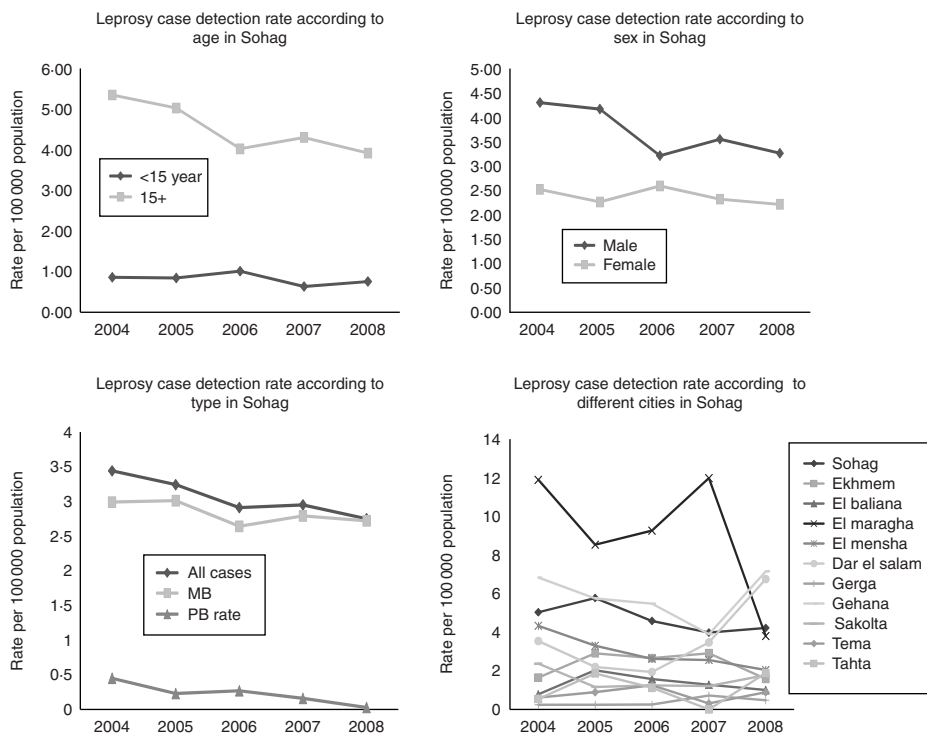 Leprosy case detection rate according to
age in Sohag
Rate per 100 000 population
6·00
5·00
4·00
3·00
2·00
1·00
0·00
<15 year
15+
2004 2005 2006 2007 2008
Leprosy case detection rate according to
sex in Sohag
Rate per 100 000 population
5·00
4·50
4·00
3·50
3·00
2·50
2·00
1·50
1·00
0·50
0·00
Male
Female
2004 2005 2006 2007 2008
Leprosy case detection rate according to
type in Sohag
Rate per 100 000 population
4
3·5
3
2·5
2
1·5
1
0·5
0
All cases
MB
PB rate
2004 2005 2006 2007 2008
Leprosy case detection rate according to
different cities in Sohag
Rate per 100 000 population
14
12
10
8
6
4
2
0
2004 2005 2006 2007 2008
Sohag
Ekhmem
El baliana
El maragha
El mensha
Dar el salam
Gerga
Gehana
Sakolta
Tema
Tahta